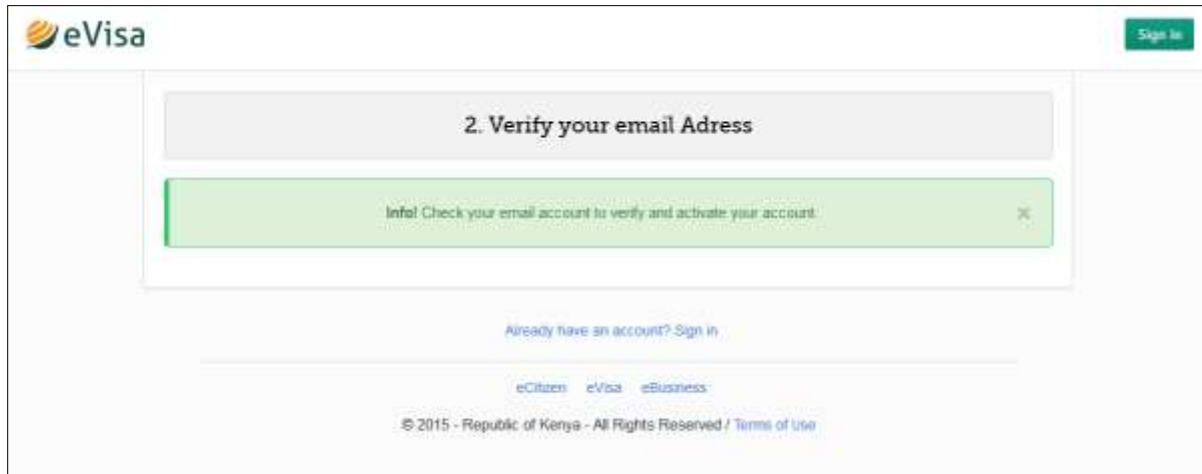 eVisa
Sign In
2. Verify your email Adress
Info! Check your email account to verify and activate your account.
×
Already have an account? Sign in
eCitizen eVisa eBusiness
© 2015 - Republic of Kenya - All Rights Reserved / Terms of Use